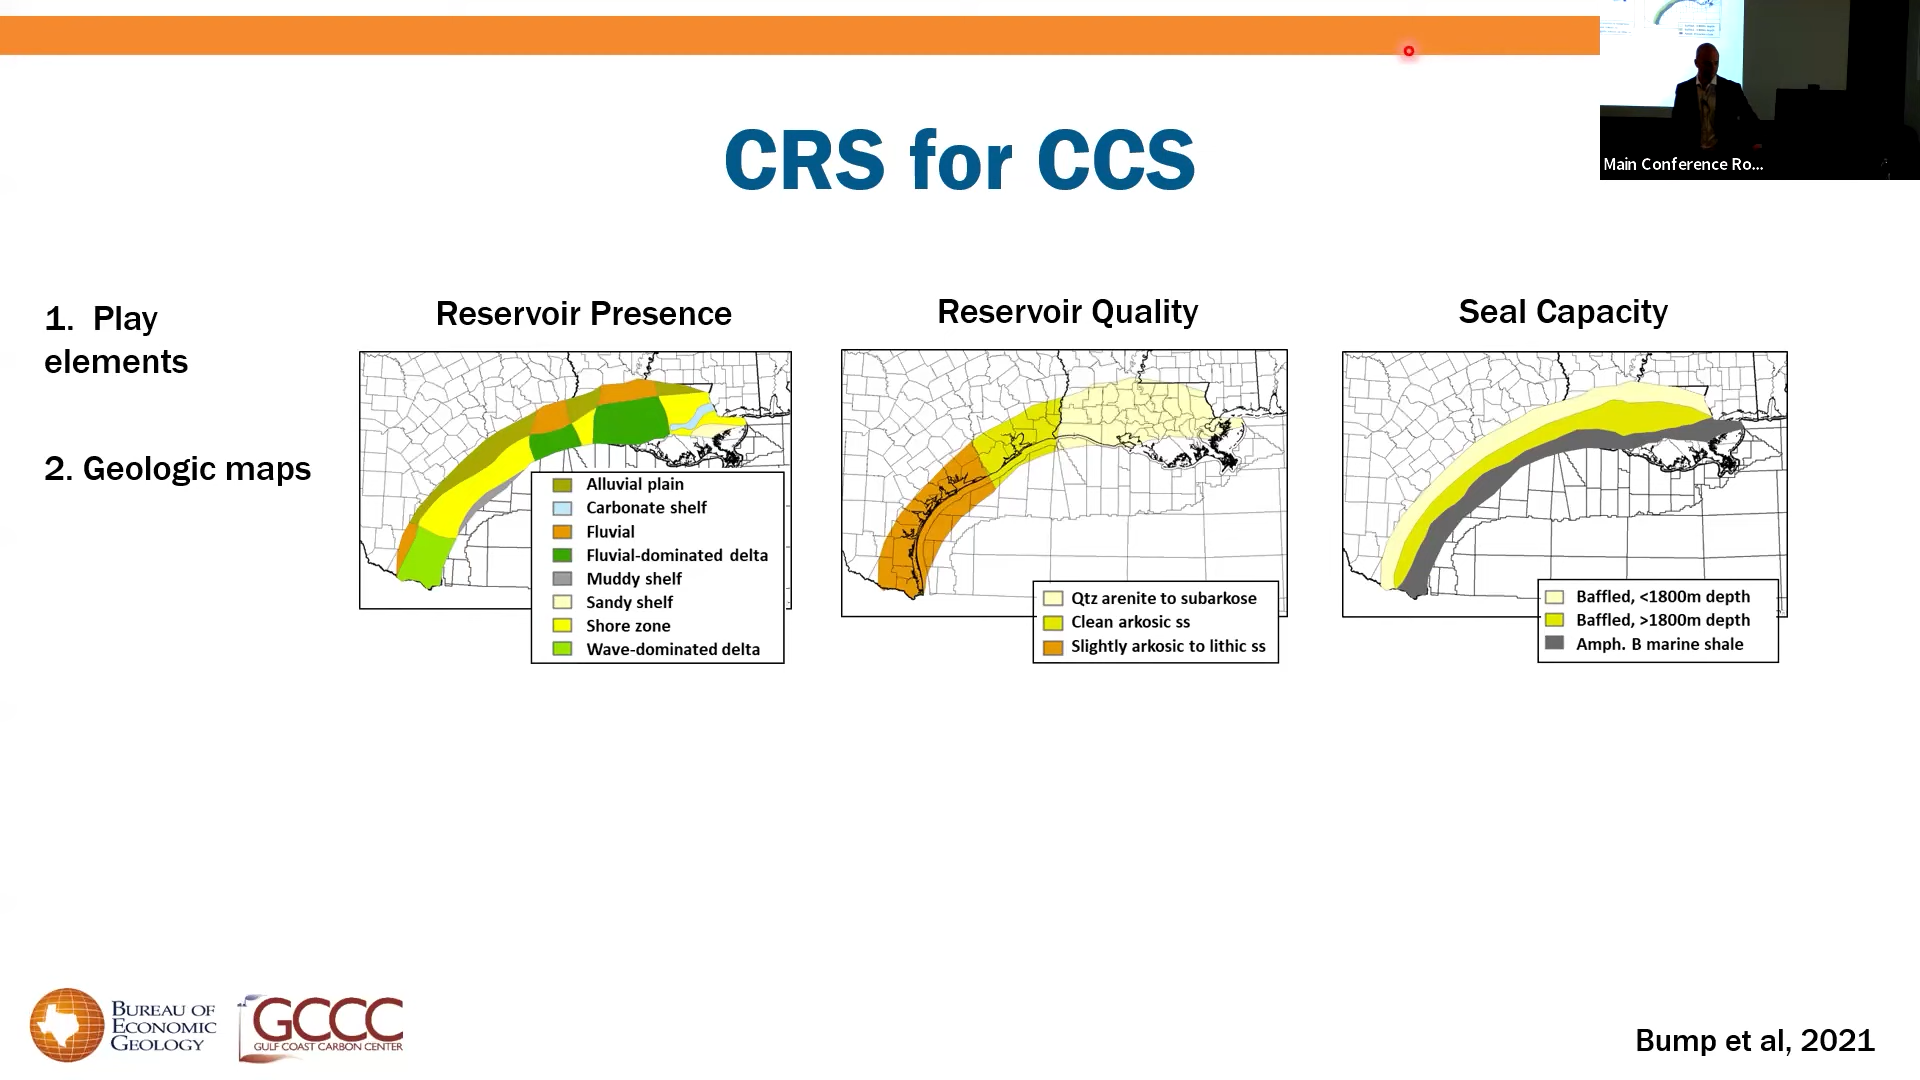 CRS for CCS
Main Conference Ro...
1. Play
elements
2. Geologic maps
Reservoir Presence
Alluvial plain
Carbonate shelf
Fluvial
Fluvial-dominated delta
Muddy shelf
Sandy shelf
Shore zone
Wave-dominated delta
Reservoir Quality
Qtz arenite to subarkose
Clean arkosic ss
Slightly arkosic to lithic ss
Seal Capacity
Baffled, <1800m depth
Baffled, >1800m depth
Amph. B marine shale
BUREAU OF
ECONOMIC
GEOLOGY
GCCC
GULF COAST CARBON CENTER
Bump et al, 2021